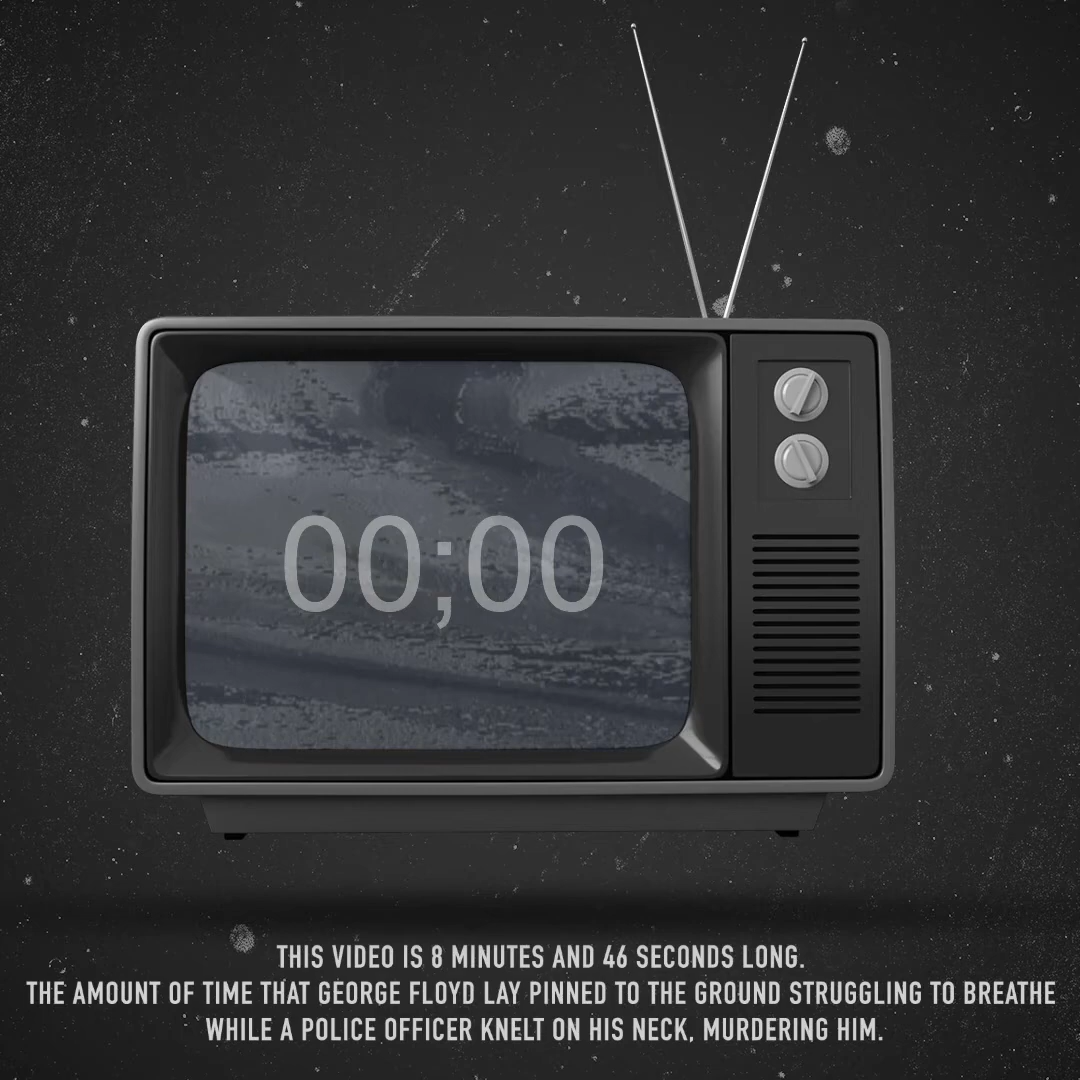 00;00
THIS VIDEO IS 8 MINUTES AND 46 SECONDS LONG.
THE AMOUNT OF TIME THAT GEORGE FLOYD LAY PINNED TO THE GROUND STRUGGLING TO BREATHE
WHILE A POLICE OFFICER KNELT ON HIS NECK, MURDERING HIM.